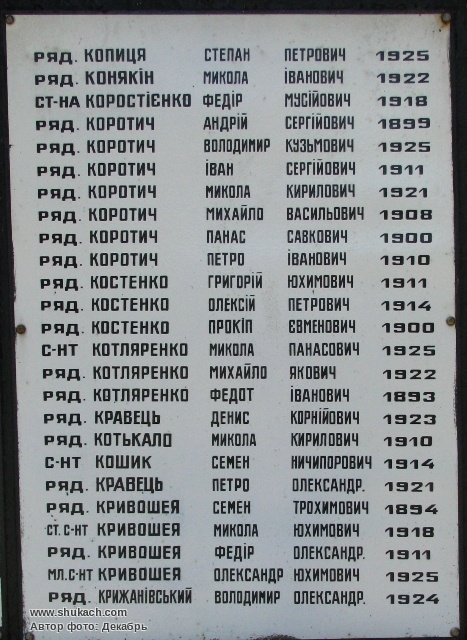 РЯД. КОПИЦЯ СТЕПАН ПЕТРОВИЧ 1925
РЯД. КОНЯКІН МИКОЛА ІВАНОВИЧ 1922
СТ-НА КОРОСТІЄНКО ФЕДІР МУСІЙОВИЧ 1918
РЯД. КОРОТИЧ АНДРІЙ СЕРГІЙОВИЧ 1899
РЯД. КОРОТИЧ ВОЛОДИМИР КУЗЬМОВИЧ 1925
РЯД. КОРОТИЧ ІВАН СЕРГІЙОВИЧ 1911
РЯД. КОРОТИЧ МИКОЛА КИРИЛОВИЧ 1921
РЯД. КОРОТИЧ МИХАЙЛО ВАСИЛЬОВИЧ 1908
РЯД. КОРОТИЧ ПАНАС САВКОВИЧ 1900
РЯД. КОРОТИЧ ПЕТРО ІВАНОВИЧ 1910
РЯД. КОСТЕНКО ГРИГОРІЙ ЮХИМОВИЧ 1911
РЯД. КОСТЕНКО ОЛЕКСІЙ ПЕТРОВИЧ 1914
РЯД. КОСТЕНКО ПРОКІП ЄВМЕНОВИЧ 1900
С-НТ КОТЛЯРЕНКО МИКОЛА ПАНАСОВИЧ 1925
РЯД. КОТЛЯРЕНКО МИХАЙЛО ЯКОВИЧ 1922
РЯД. КОТЛЯРЕНКО ФЕДОТ ІВАНОВИЧ 1893
РЯД. КРАВЕЦЬ ДЕНИС КОРНІЙОВИЧ 1923
РЯД. КОТЬКАЛО МИКОЛА КИРИЛОВИЧ 1910
С-НТ КОШИК СЕМЕН НИЧИПОРОВИЧ 1914
РЯД. КРАВЕЦЬ ПЕТРО ОЛЕКСАНДР. 1921
РЯД. КРИВОШЕЯ СЕМЕН ТРОХИМОВИЧ 1894
СТ. С-НТ КРИВОШЕЯ МИКОЛА ЮХИМОВИЧ 1918
РЯД. КРИВОШЕЯ ФЕДІР ОЛЕКСАНДР. 1911
МЛ. С-НТ КРИВОШЕЯ ОЛЕКСАНДР ЮХИМОВИЧ 1925
РЯД. КРИЖАНІВСЬКИЙ ВОЛОДИМИР ОЛЕКСАНДР. 1924
www.shukach.com
Автор фото: Декабрь